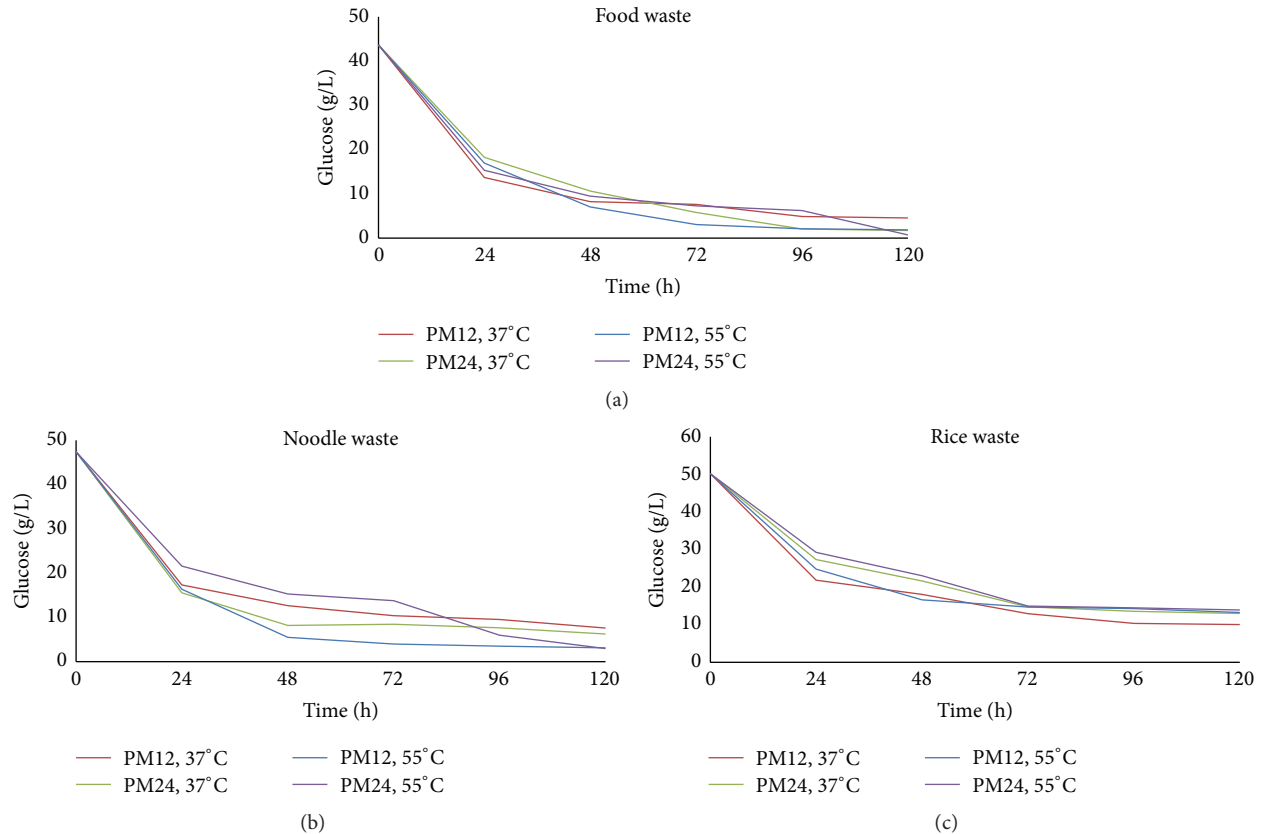 Food waste
50
40
30
20
10
0
Glucose (g/L)
0 24 48 72 96 120
Time (h)
PM12, 37°C PM12, 55°C
PM24, 37°C PM24, 55°C
(a)
Noodle waste
50
40
30
20
10
0
Glucose (g/L)
0 24 48 72 96 120
Time (h)
PM12, 37°C PM12, 55°C
PM24, 37°C PM24, 55°C
(b)
Rice waste
60
50
40
30
20
10
0
Glucose (g/L)
0 24 48 72 96 120
Time (h)
PM12, 37°C PM12, 55°C
PM24, 37°C PM24, 55°C
(c)